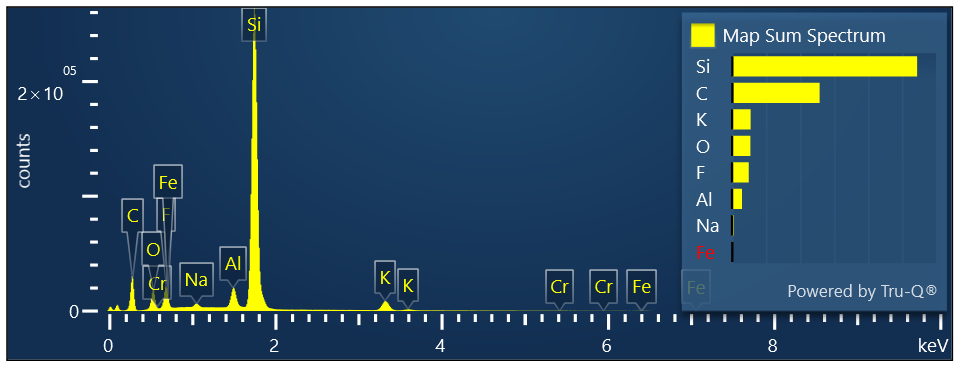 Si
Map Sum Spectrum
Si
C
K
O
F
Al
Na
Fe
Powered by Tru-Q®
05
2×10
counts
Fe
C
F
O
Cr
Na
Al
K
K
Cr
Cr
Fe
Fe
0
0
2
4
6
8
keV